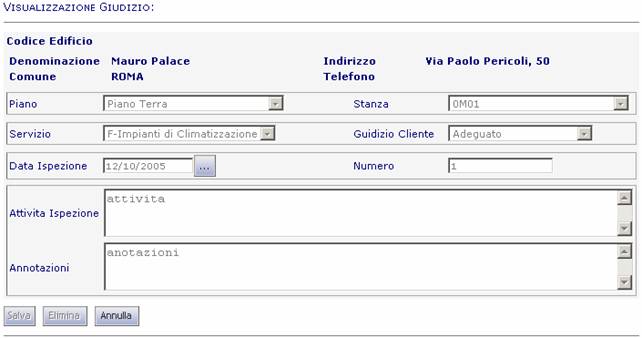 VISUALIZZAZIONE GIUDIZIO:
Codice Edificio
Denominazione Mauro Palace Indirizzo Via Paolo Pericoli, 50
Comune ROMA Telefono
Piano Piano Terra Stanza 0M01
Servizio F-Impianti di Climatizzazione Guidizio Cliente Adeguato
Data Ispezione 12/10/2005 ... Numero 1
Attivita Ispezione attivita
Annotazioni anotazioni
Salva Elimina Annulla